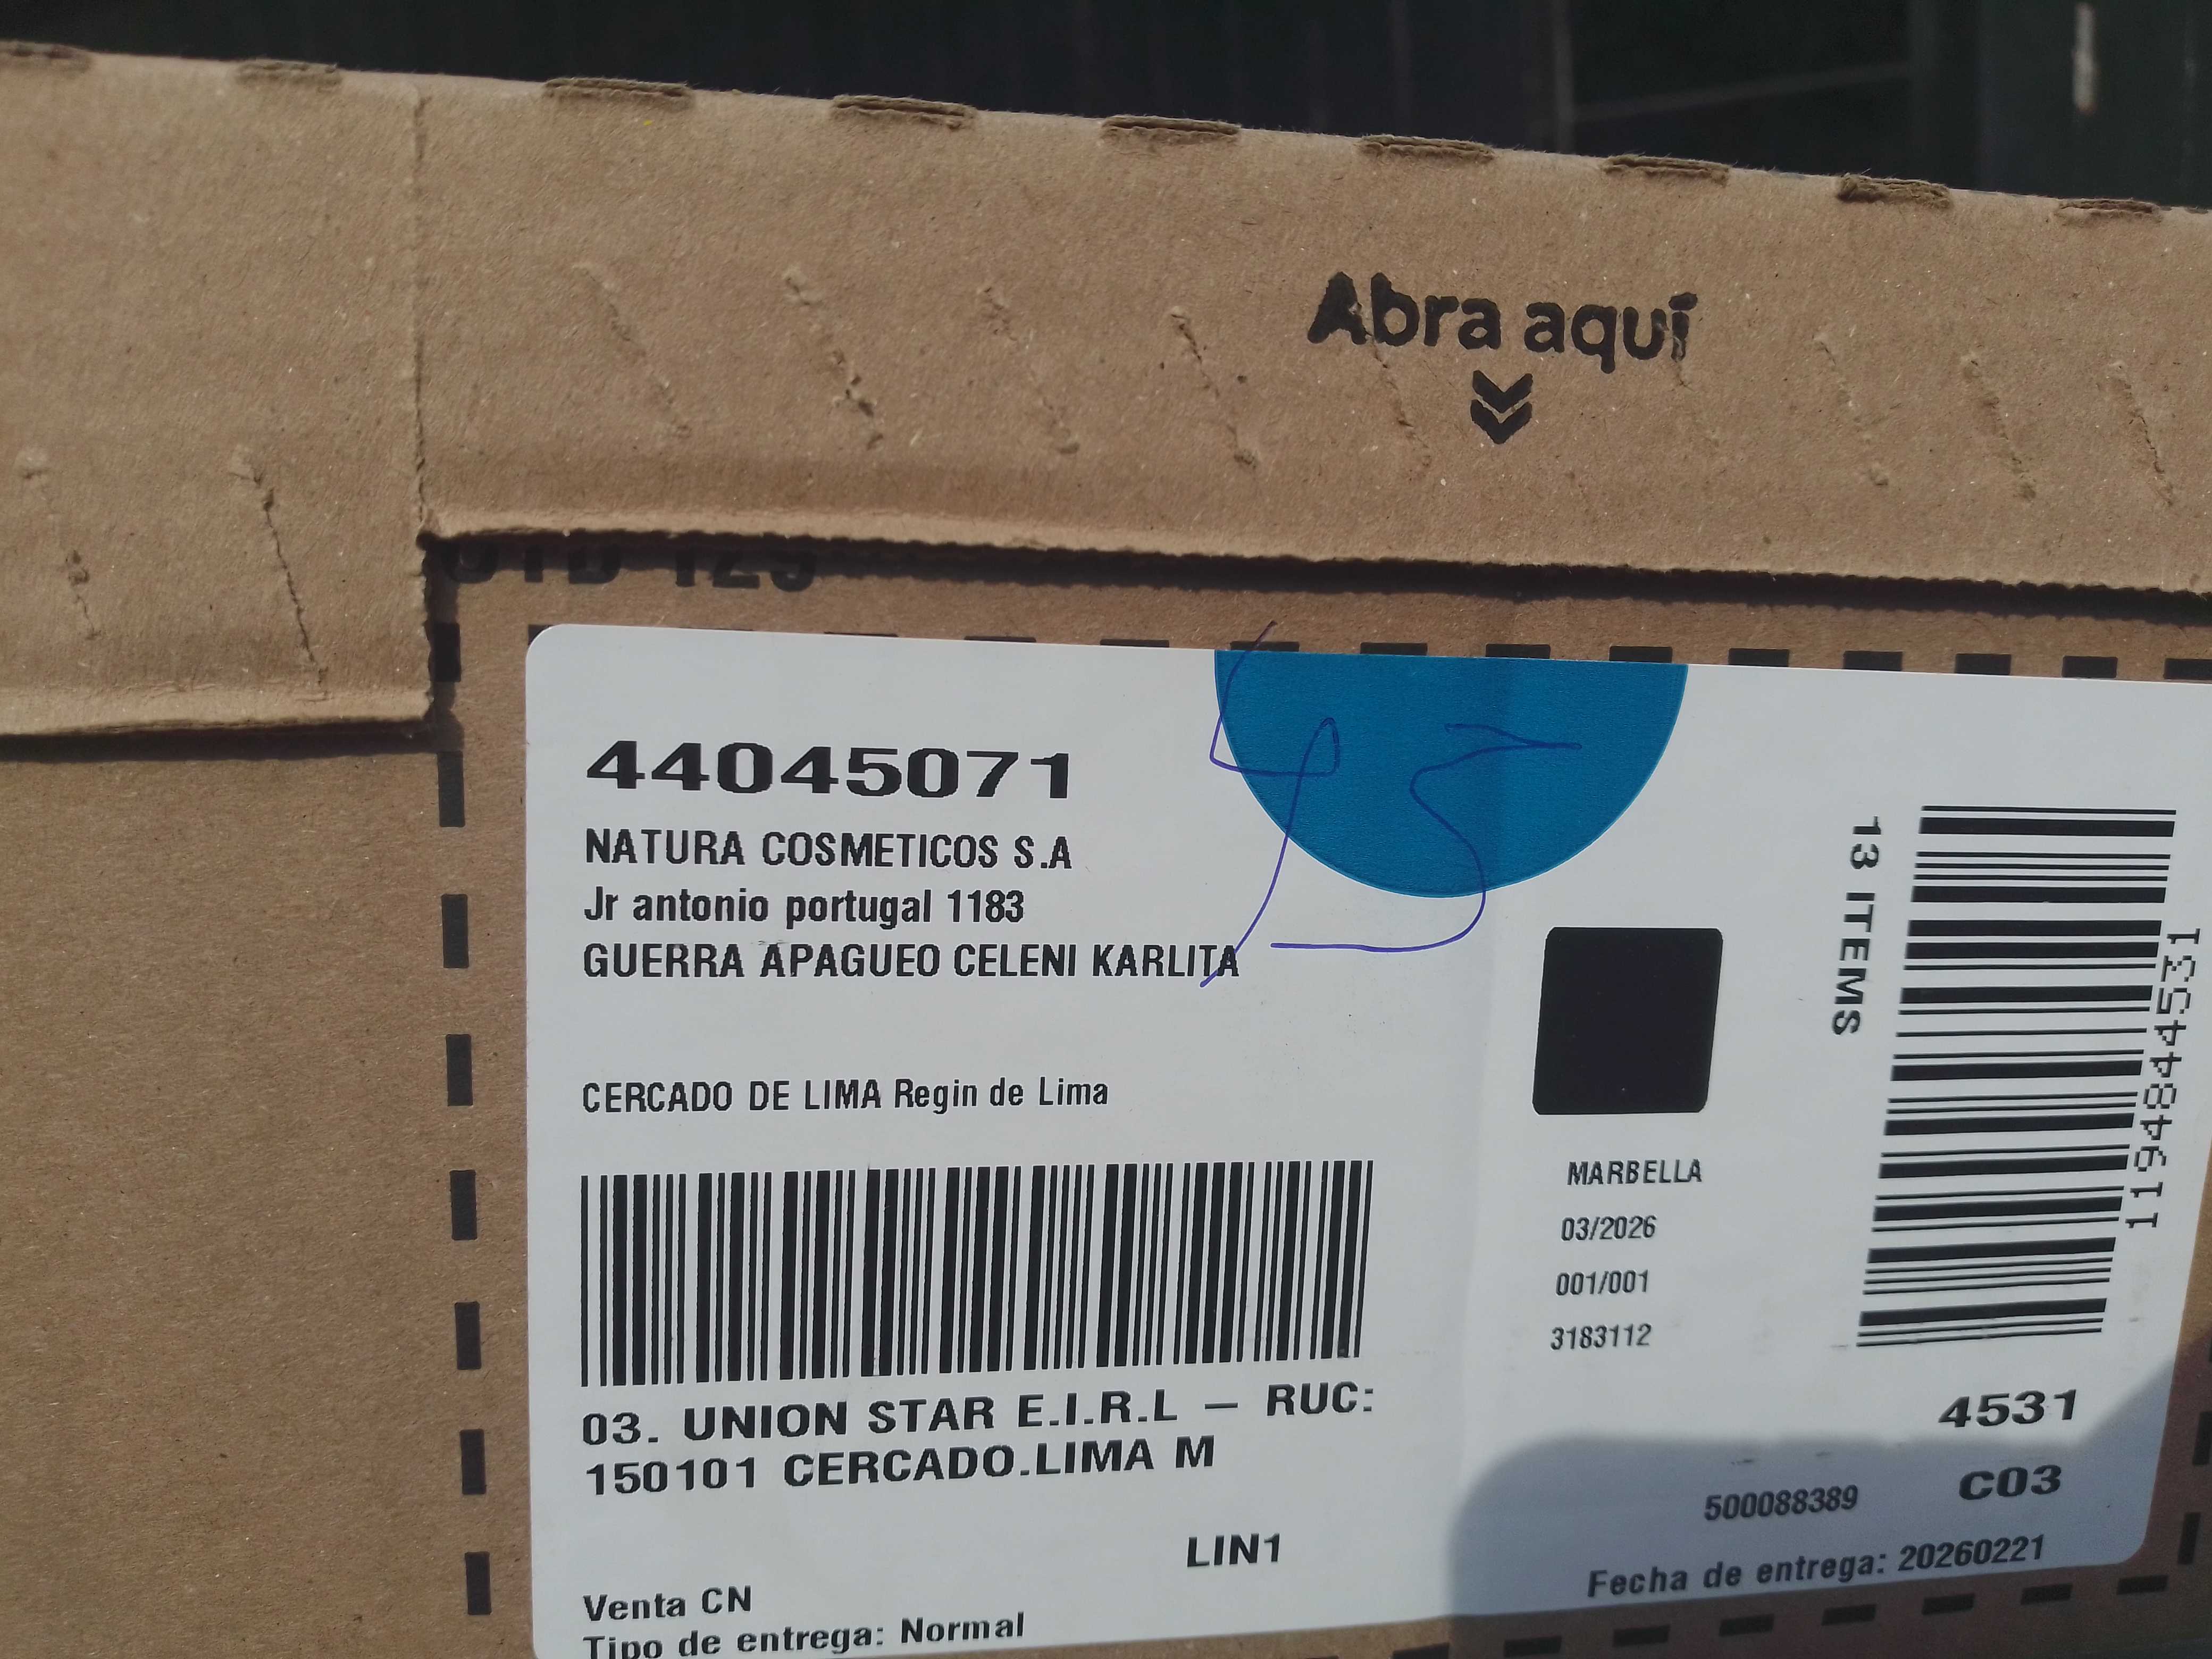 Abra aquí
44045071
NATURA COSMETICOS S.A
Jr antonio portugal 1183
GUERRA APAGUEO CELENI KARLITA
CERCADO DE LIMA Regin de Lima
03. UNION STAR E.I.R.L – RUC:
150101 CERCADO.LIMA M
LIN1
Venta CN
Tipo de entrega: Normal
13 ITEMS
1194844531
MARBELLA
03/2026
001/001
3183112
4531
C03
500088389
Fecha de entrega: 20260221